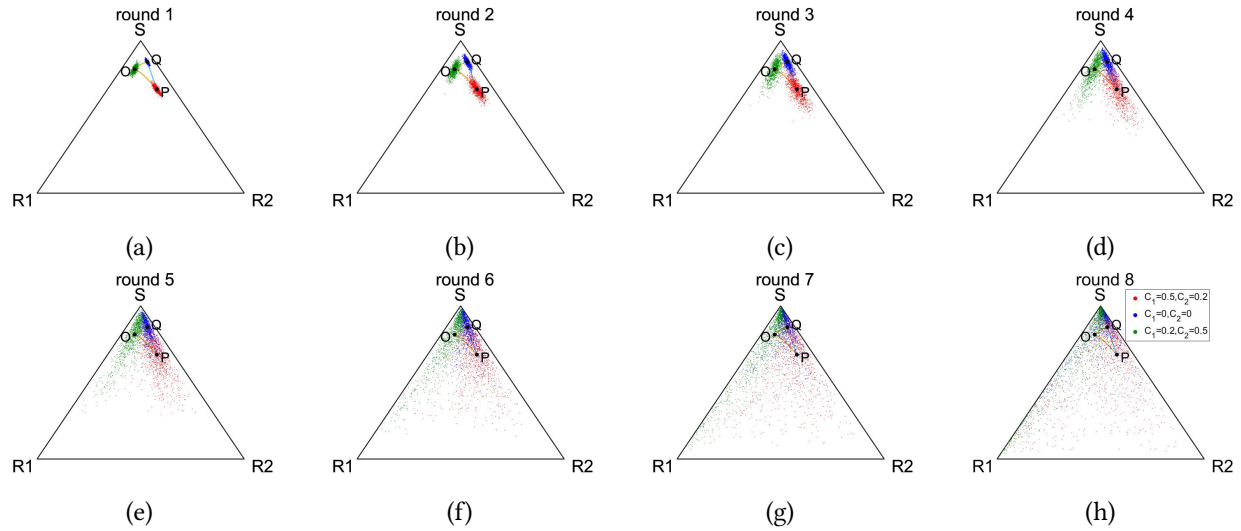 round 1
S
O Q
P
R1 R2
(a)
round 2
S
O Q
P
R1 R2
(b)
round 3
S
O Q
P
R1 R2
(c)
round 4
S
O Q
P
R1 R2
(d)
round 5
S
O Q
P
R1 R2
(e)
round 6
S
O Q
P
R1 R2
(f)
round 7
S
O Q
P
R1 R2
(g)
round 8
S
C1=0.5,C2=0.2
C1=0,C2=0
C1=0.2,C2=0.5
O Q
P
R1 R2
(h)